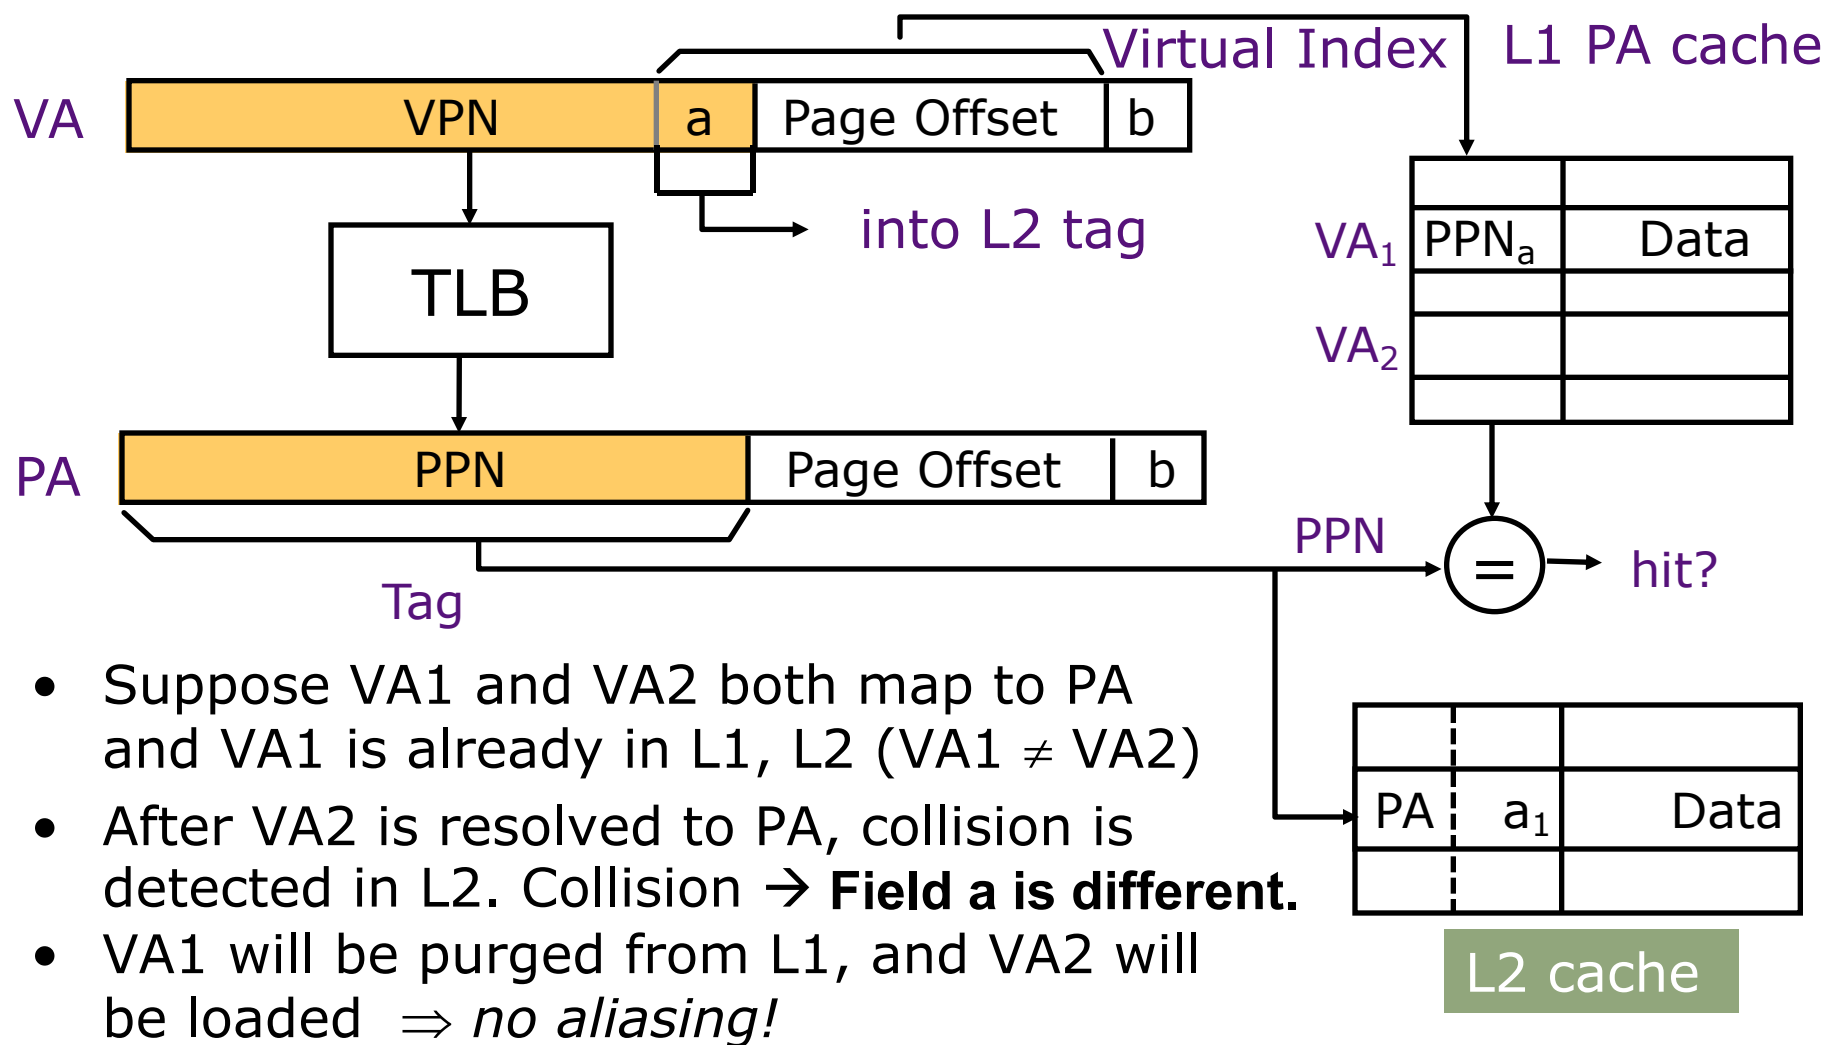 Virtual Index
L1 PA cache
VA
VPN
a
Page Offset
b
into L2 tag
TLB
VA1
PPNa
Data
VA2
PA
PPN
Page Offset
b
PPN
=
hit?
Tag
• Suppose VA1 and VA2 both map to PA
and VA1 is already in L1, L2 (VA1 ≠ VA2)
• After VA2 is resolved to PA, collision is
detected in L2. Collision → Field a is different.
• VA1 will be purged from L1, and VA2 will
be loaded ⇒ no aliasing!
PA
a1
Data
L2 cache